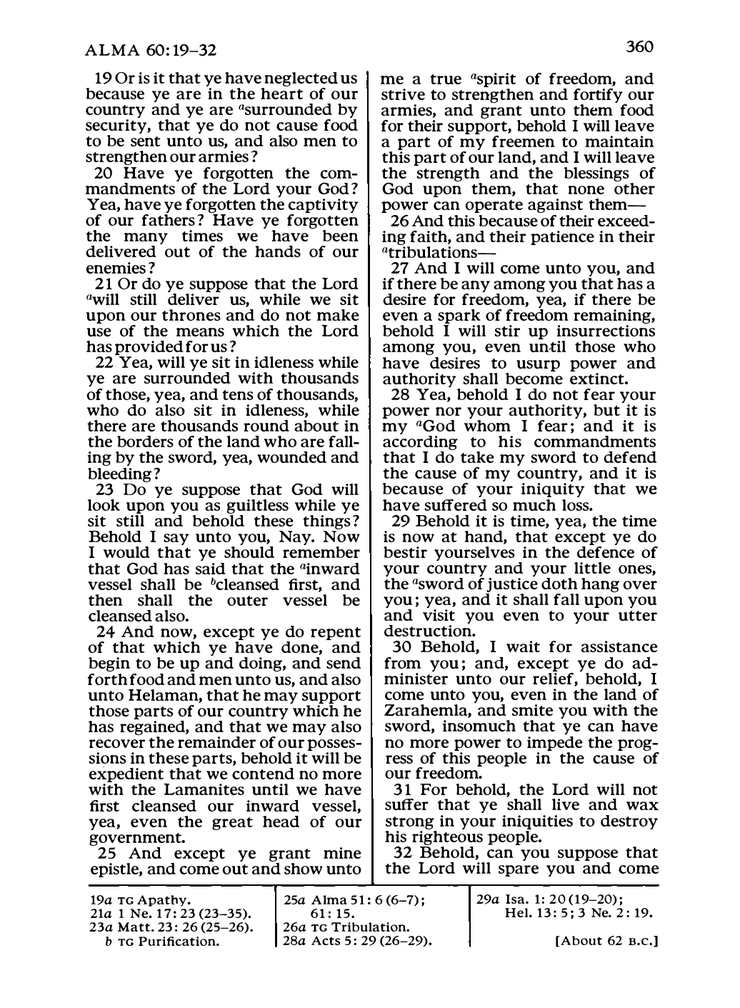 ALMA 60:19–32
360
19 Or is it that ye have neglected us
because ye are in the heart of our
country and ye are asurrounded by
security, that ye do not cause food
to be sent unto us, and also men to
strengthen our armies?
20 Have ye forgotten the com-
mandments of the Lord your God?
Yea, have ye forgotten the captivity
of our fathers? Have ye forgotten
the many times we have been
delivered out of the hands of our
enemies?
21 Or do ye suppose that the Lord
awill still deliver us, while we sit
upon our thrones and do not make
use of the means which the Lord
has provided for us?
22 Yea, will ye sit in idleness while
ye are surrounded with thousands
of those, yea, and tens of thousands,
who do also sit in idleness, while
there are thousands round about in
the borders of the land who are fall-
ing by the sword, yea, wounded and
bleeding?
23 Do ye suppose that God will
look upon you as guiltless while ye
sit still and behold these things?
Behold I say unto you, Nay. Now
I would that ye should remember
that God has said that the ainward
vessel shall be bcleansed first, and
then shall the outer vessel be
cleansed also.
24 And now, except ye do repent
of that which ye have done, and
begin to be up and doing, and send
forth food and men unto us, and also
unto Helaman, that he may support
those parts of our country which he
has regained, and that we may also
recover the remainder of our posses-
sions in these parts, behold it will be
expedient that we contend no more
with the Lamanites until we have
first cleansed our inward vessel,
yea, even the great head of our
government.
25 And except ye grant mine
epistle, and come out and show unto
me a true aspirit of freedom, and
strive to strengthen and fortify our
armies, and grant unto them food
for their support, behold I will leave
a part of my freemen to maintain
this part of our land, and I will leave
the strength and the blessings of
God upon them, that none other
power can operate against them—
26 And this because of their exceed-
ing faith, and their patience in their
atribulations—
27 And I will come unto you, and
if there be any among you that has a
desire for freedom, yea, if there be
even a spark of freedom remaining,
behold I will stir up insurrections
among you, even until those who
have desires to usurp power and
authority shall become extinct.
28 Yea, behold I do not fear your
power nor your authority, but it is
my aGod whom I fear; and it is
according to his commandments
that I do take my sword to defend
the cause of my country, and it is
because of your iniquity that we
have suffered so much loss.
29 Behold it is time, yea, the time
is now at hand, that except ye do
bestir yourselves in the defence of
your country and your little ones,
the asword of justice doth hang over
you; yea, and it shall fall upon you
and visit you even to your utter
destruction.
30 Behold, I wait for assistance
from you; and, except ye do ad-
minister unto our relief, behold, I
come unto you, even in the land of
Zarahemla, and smite you with the
sword, insomuch that ye can have
no more power to impede the prog-
ress of this people in the cause of
our freedom.
31 For behold, the Lord will not
suffer that ye shall live and wax
strong in your iniquities to destroy
his righteous people.
32 Behold, can you suppose that
the Lord will spare you and come
19a TG Apathy.
21a 1 Ne. 17:23 (23–35).
23a Matt. 23:26 (25–26).
b TG Purification.
25a Alma 51:6 (6–7);
61:15.
26a TG Tribulation.
28a Acts 5:29 (26–29).
29a Isa. 1:20 (19–20);
Hel. 13:5; 3 Ne. 2:19.
[About 62 B.C.]